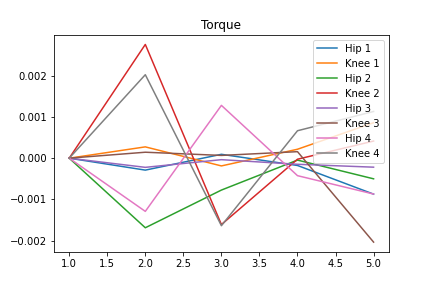 Torque
Hip 1
Knee 1
Hip 2
Knee 2
Hip 3
Knee 3
Hip 4
Knee 4
0.002
0.001
0.000
−0.001
−0.002
1.0 1.5 2.0 2.5 3.0 3.5 4.0 4.5 5.0